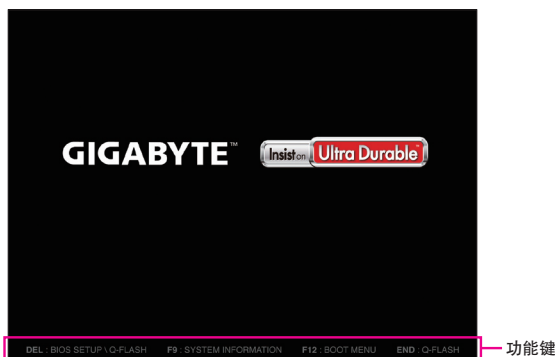 GIGABYTE™ Insist on Ultra Durable™
DEL : BIOS SETUP \ Q-FLASH F9 : SYSTEM INFORMATION F12 : BOOT MENU END : Q-FLASH
功能键